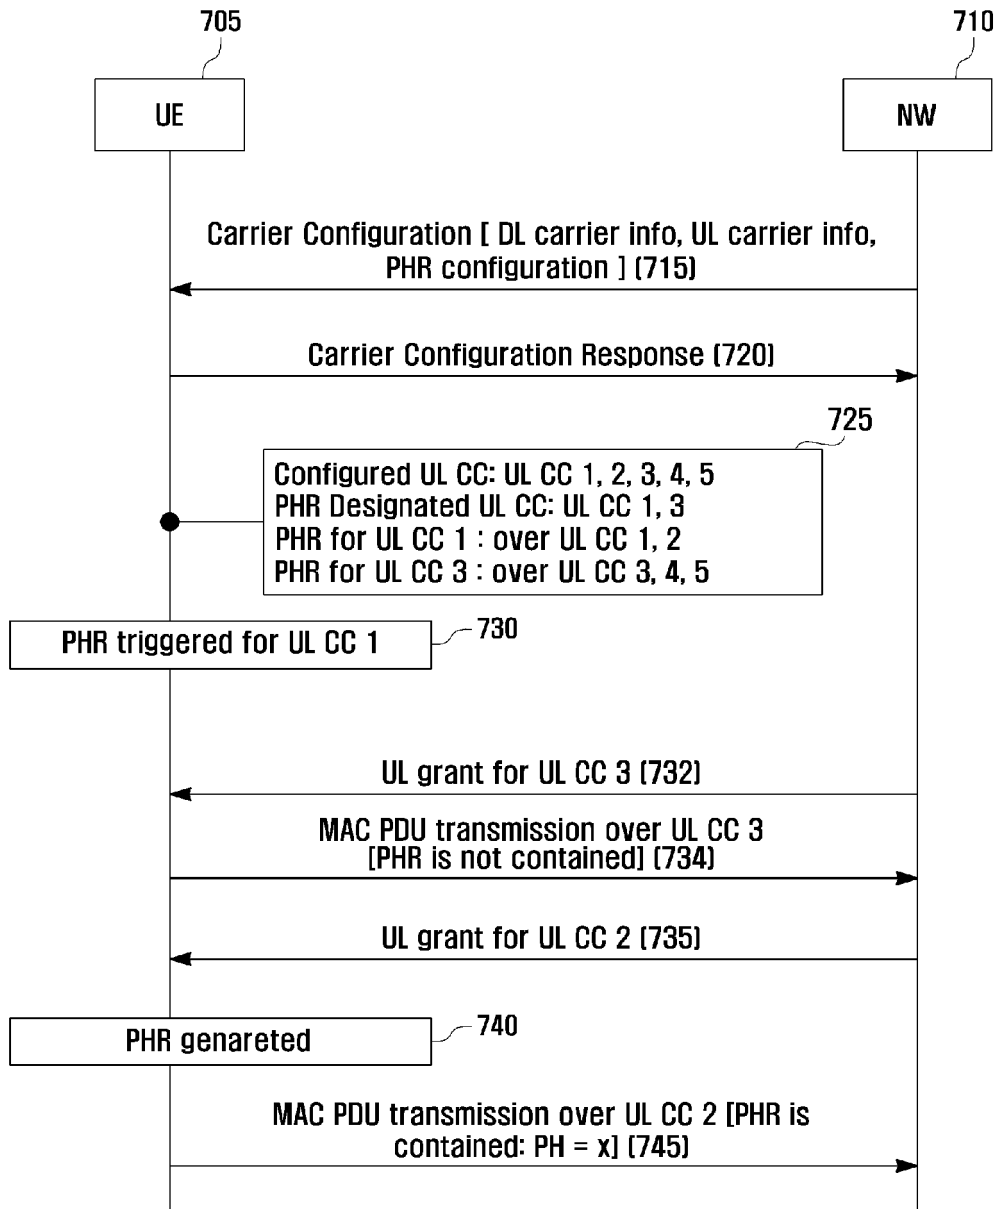 705
710
UE
NW
Carrier Configuration [ DL carrier info, UL carrier info,
PHR configuration ] (715)
Carrier Configuration Response (720)
725
Configured UL CC: UL CC 1, 2, 3, 4, 5
PHR Designated UL CC: UL CC 1, 3
PHR for UL CC 1 : over UL CC 1, 2
PHR for UL CC 3 : over UL CC 3, 4, 5
PHR triggered for UL CC 1
730
UL grant for UL CC 3 (732)
MAC PDU transmission over UL CC 3
[PHR is not contained] (734)
UL grant for UL CC 2 (735)
PHR genareted
740
MAC PDU transmission over UL CC 2 [PHR is
contained: PH = x] (745)